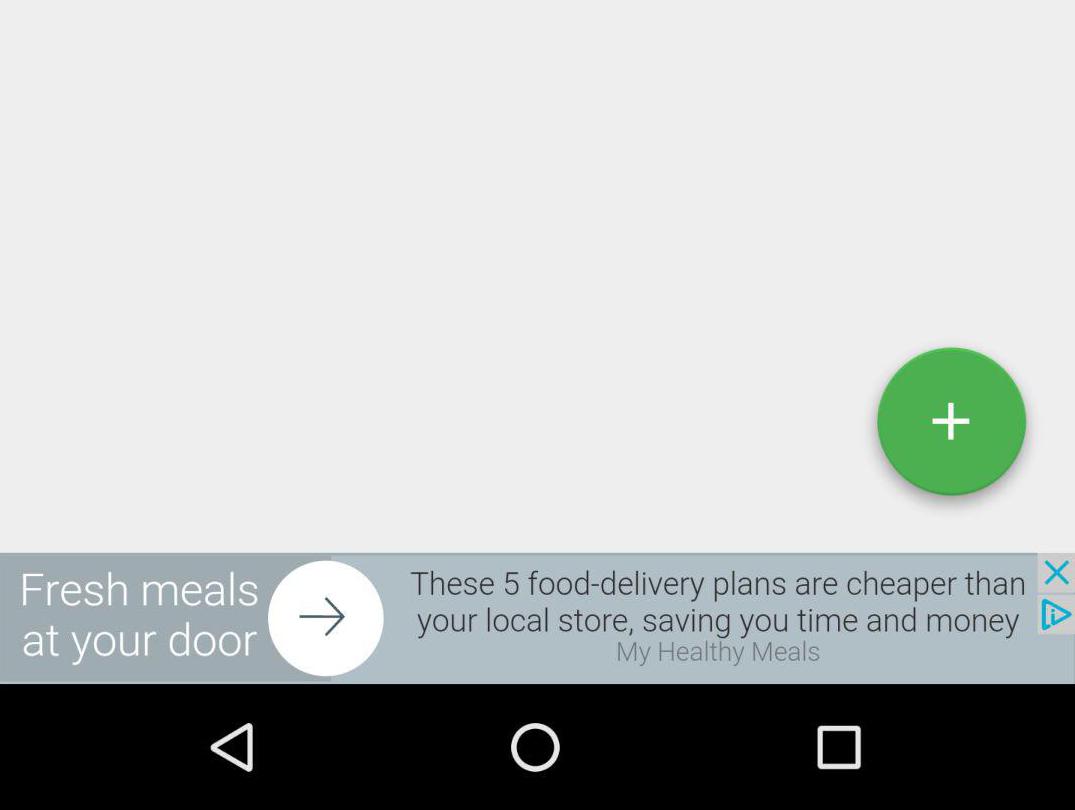 Fresh meals
at your door
These 5 food-delivery plans are cheaper than
your local store, saving you time and money
My Healthy Meals